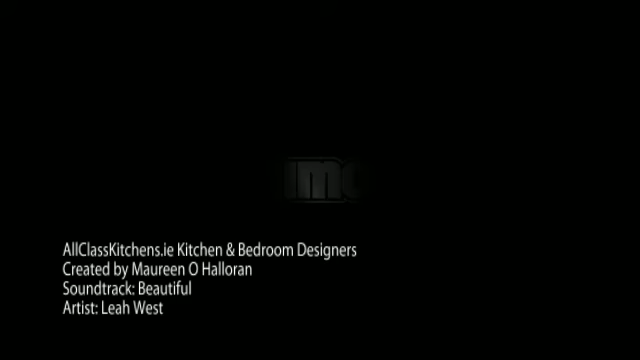 AllClassKitchens.ie Kitchen & Bedroom Designers
Created by Maureen O Halloran
Soundtrack: Beautiful
Artist: Leah West